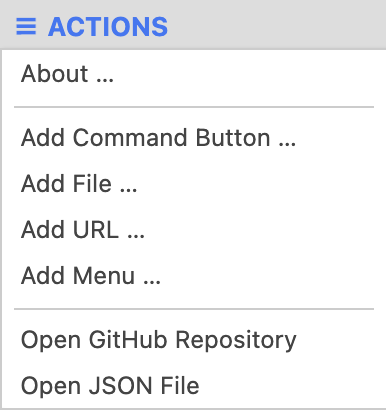 ≡ ACTIONS
About ...
Add Command Button ...
Add File ...
Add URL ...
Add Menu ...
Open GitHub Repository
Open JSON File